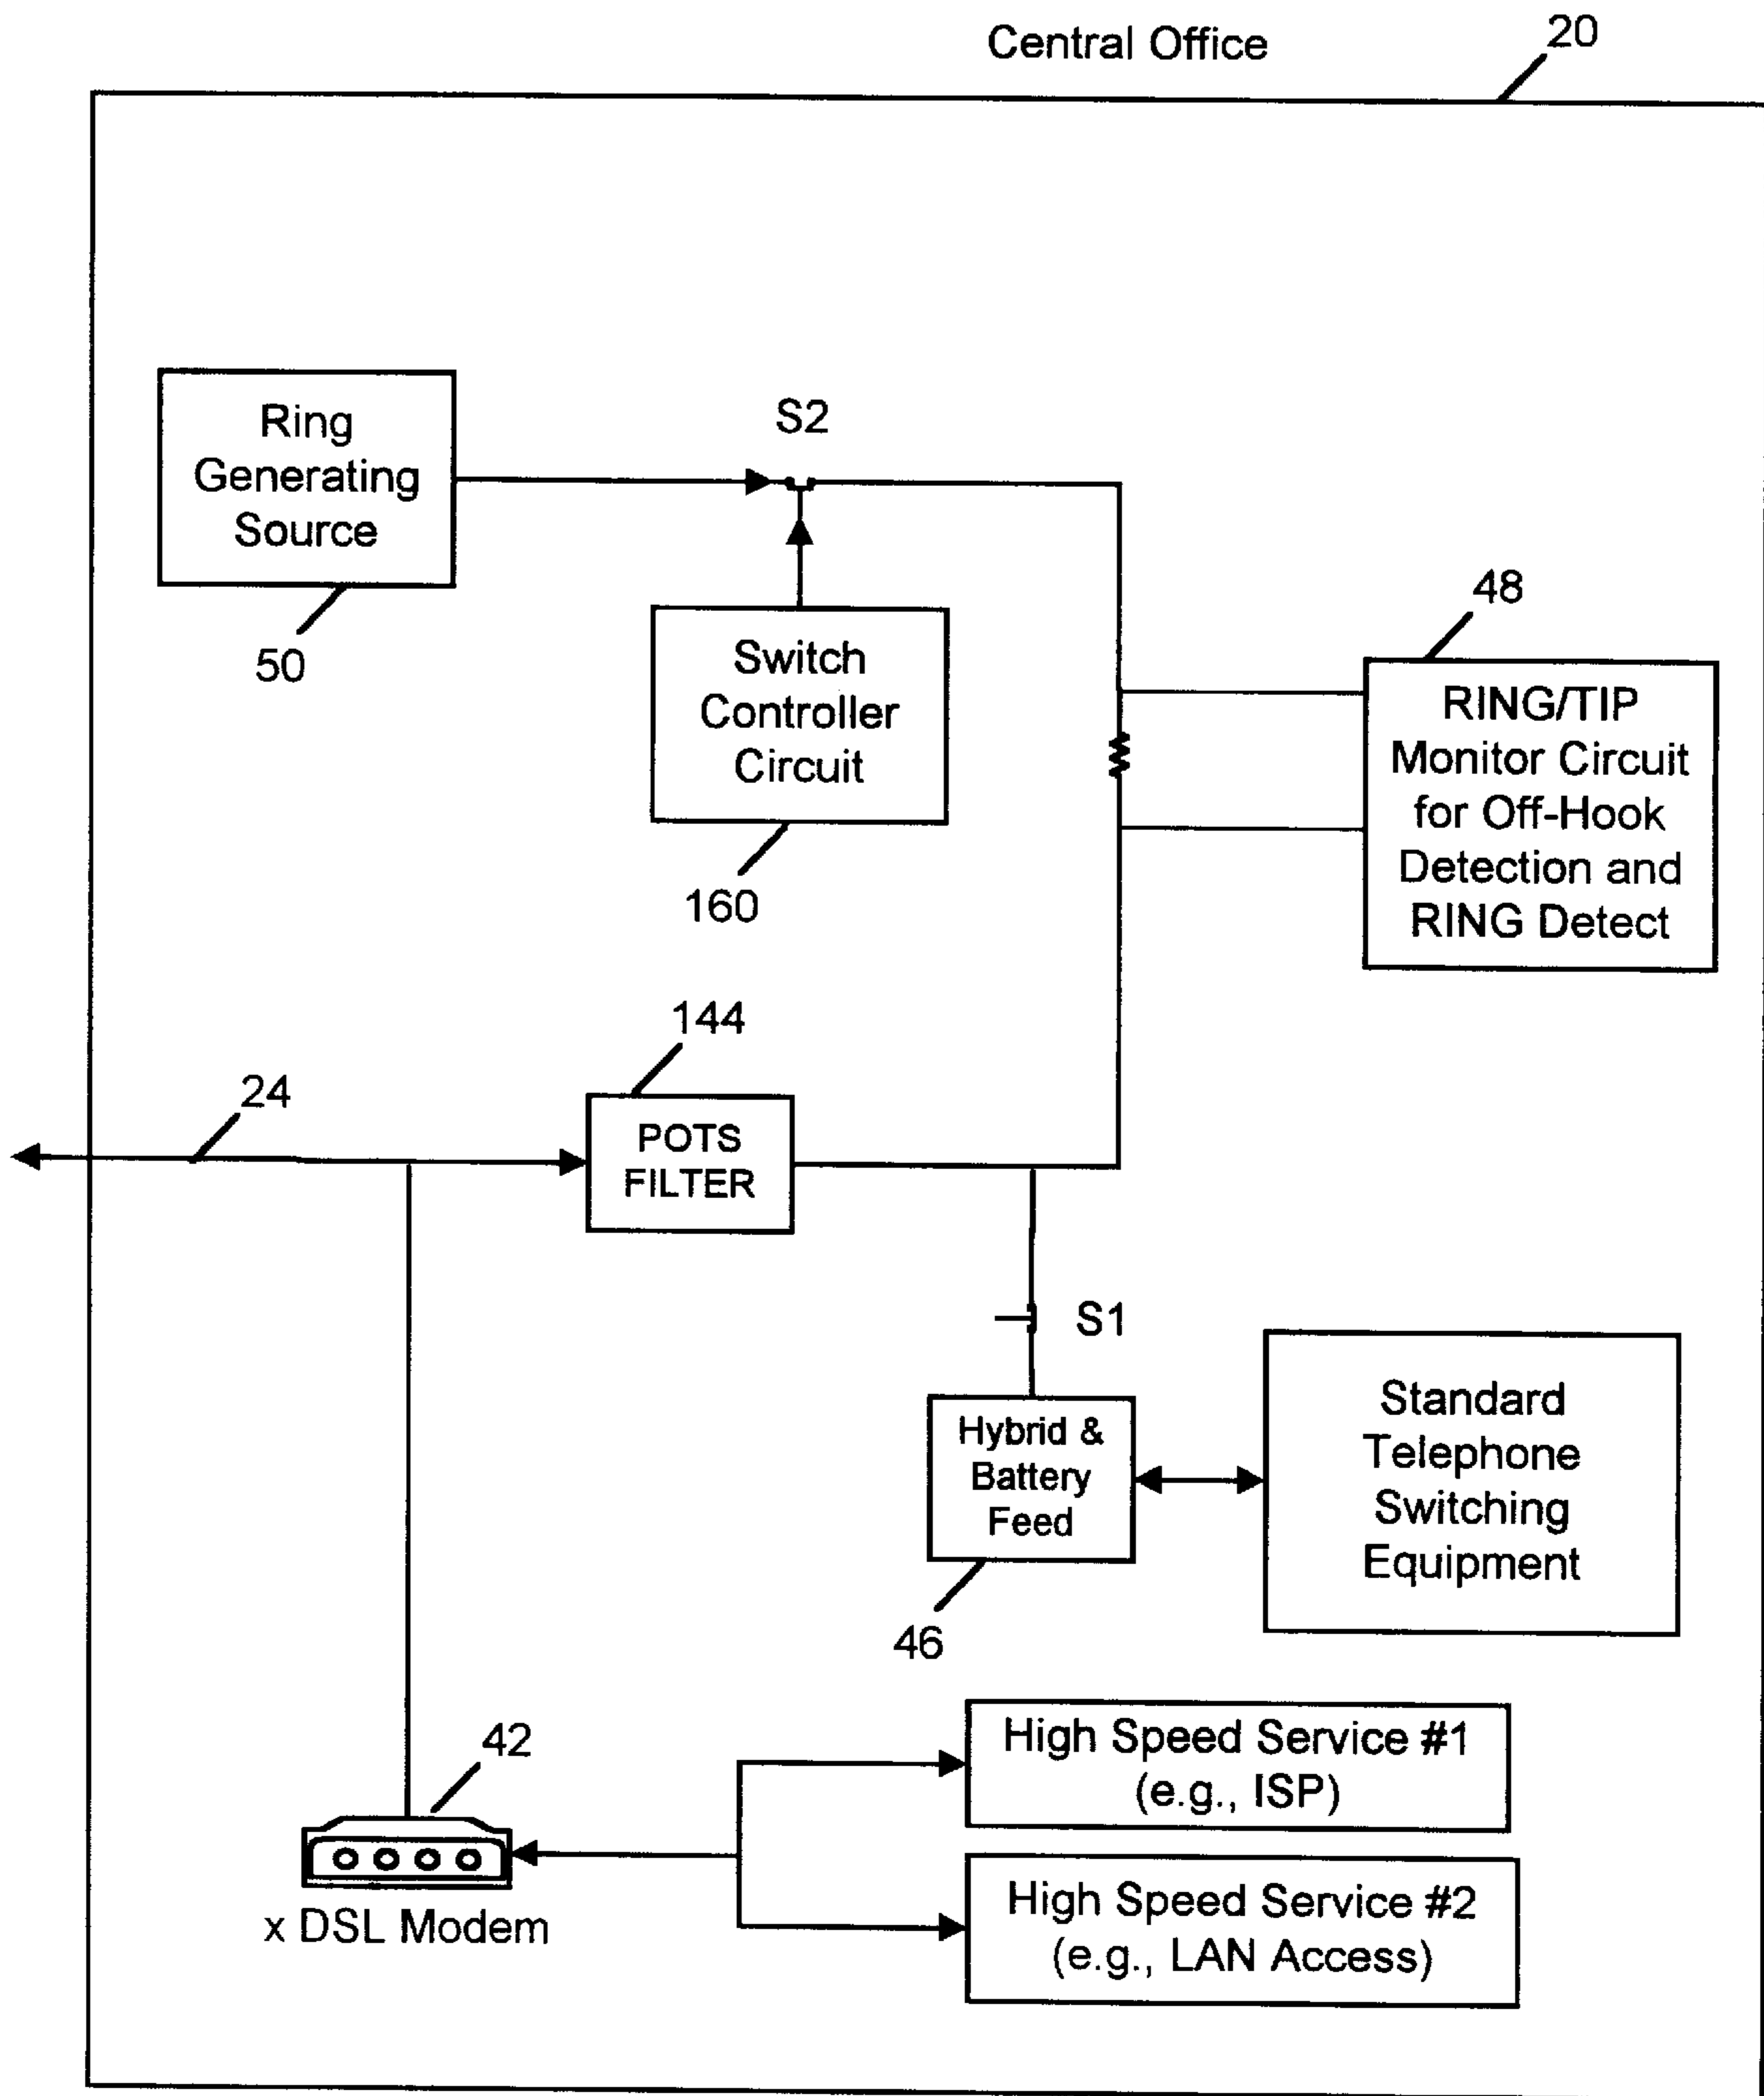 Central Office
20
Ring
Generating
Source
50
S2
Switch
Controller
Circuit
160
48
RING/TIP
Monitor Circuit
for Off-Hook
Detection and
RING Detect
24
144
POTS
FILTER
S1
Hybrid &
Battery
Feed
46
Standard
Telephone
Switching
Equipment
42
x DSL Modem
High Speed Service #1
(e.g., ISP)
High Speed Service #2
(e.g., LAN Access)